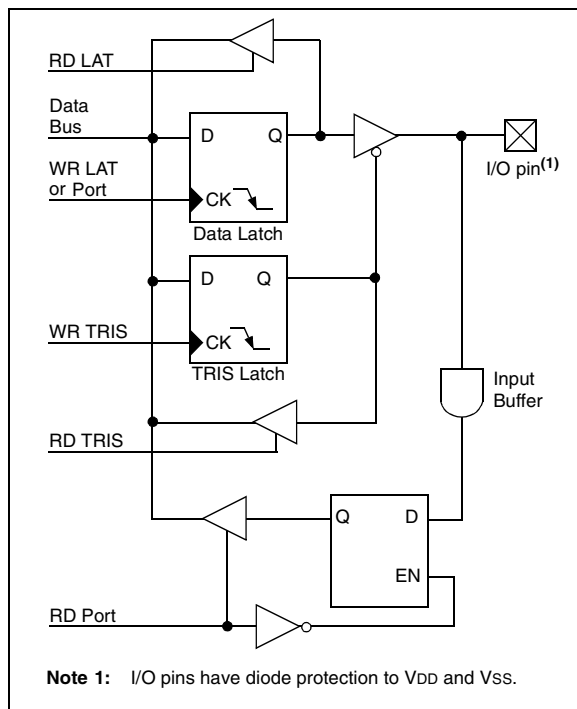 RD LAT
Data
Bus
D Q
I/O pin(1)
WR LAT
or Port
CK
Data Latch
D Q
WR TRIS
CK
TRIS Latch
Input
Buffer
RD TRIS
Q D
EN
RD Port
Note 1: I/O pins have diode protection to VDD and VSS.